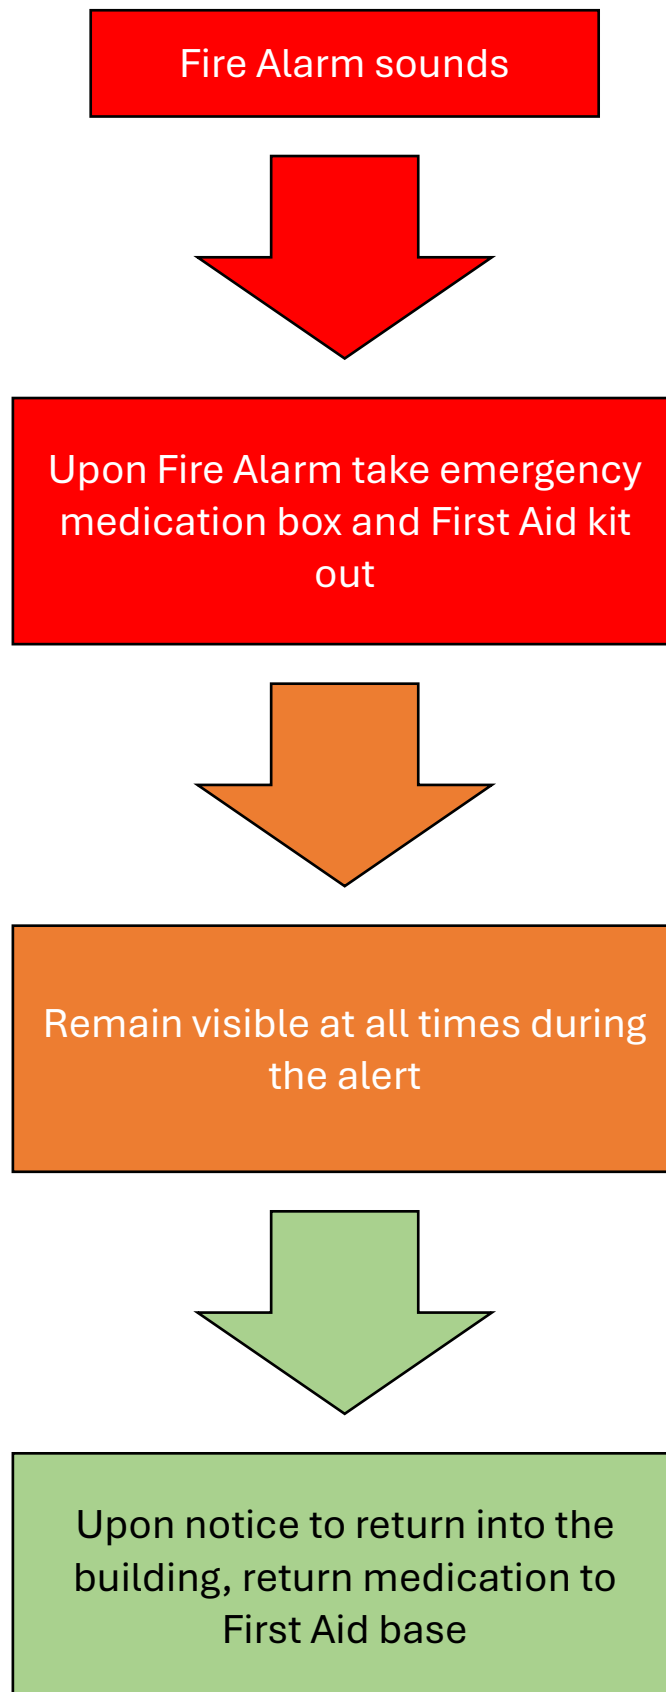 Fire Alarm sounds
Upon Fire Alarm take emergency
medication box and First Aid kit
out
Remain visible at all times during
the alert
Upon notice to return into the
building, return medication to
First Aid base